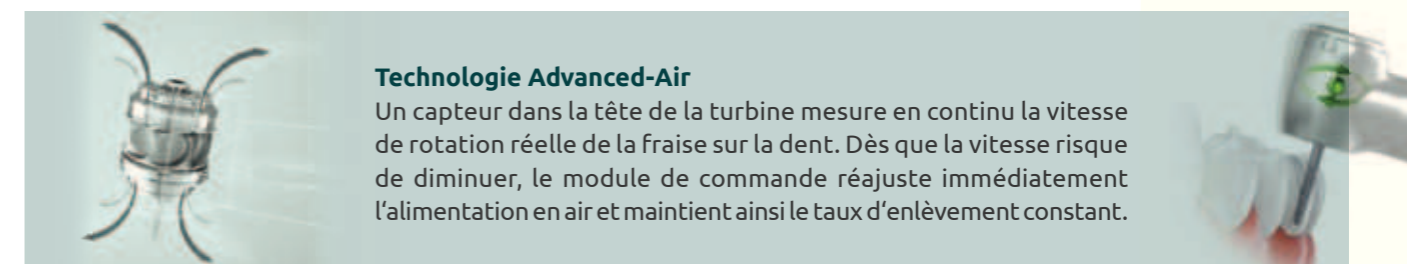 Technologie Advanced-Air
Un capteur dans la tête de la turbine mesure en continu la vitesse
de rotation réelle de la fraise sur la dent. Dès que la vitesse risque
de diminuer, le module de commande réajuste immédiatement
l‘alimentation en air et maintient ainsi le taux d‘enlèvement constant.